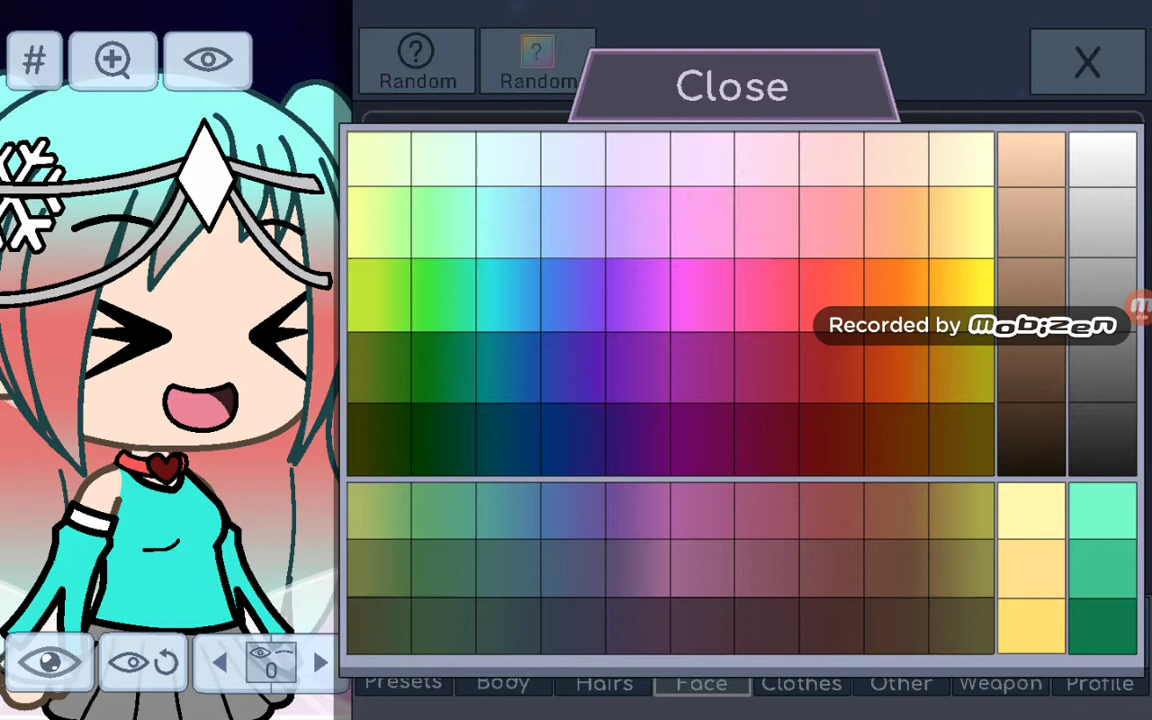 #
? ?
Random Random X
Close
Recorded by mobizen
0
Presets Body Hairs Face Clothes Other Weapon Profile